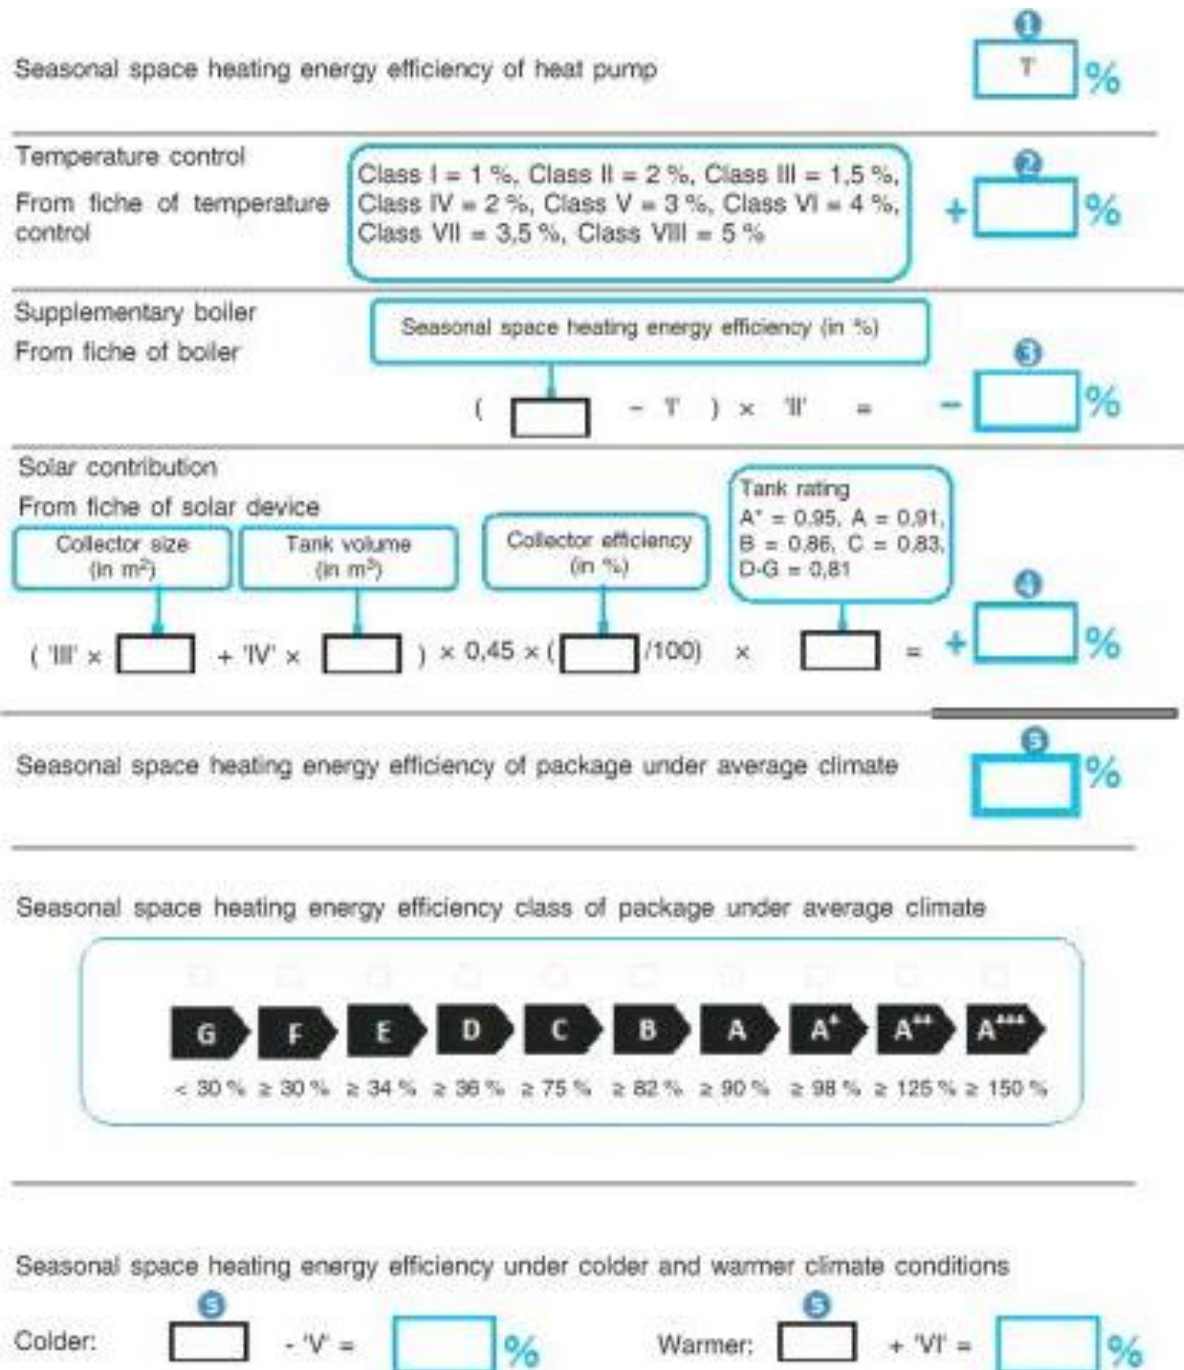 1
Seasonal space heating energy efficiency of heat pump
'I' %
Temperature control
From fiche of temperature control
Class I = 1 %, Class II = 2 %, Class III = 1,5 %,
Class IV = 2 %, Class V = 3 %, Class VI = 4 %,
Class VII = 3,5 %, Class VIII = 5 %
2
+ %
Supplementary boiler
From fiche of boiler
Seasonal space heating energy efficiency (in %)
3
( - 'I' ) × 'II' = - %
Solar contribution
From fiche of solar device
Collector size
(in m²)
Tank volume
(in m³)
Collector efficiency
(in %)
Tank rating
A* = 0,95, A = 0,91,
B = 0,86, C = 0,83,
D-G = 0,81
4
( 'III' × + 'IV' × ) × 0,45 × ( /100) × = + %
5
Seasonal space heating energy efficiency of package under average climate %
Seasonal space heating energy efficiency class of package under average climate
G F E D C B A A+ A++ A+++
< 30 % ≥ 30 % ≥ 34 % ≥ 36 % ≥ 75 % ≥ 82 % ≥ 90 % ≥ 98 % ≥ 125 % ≥ 150 %
Seasonal space heating energy efficiency under colder and warmer climate conditions
5 5
Colder: - 'V' = % Warmer: + 'VI' = %